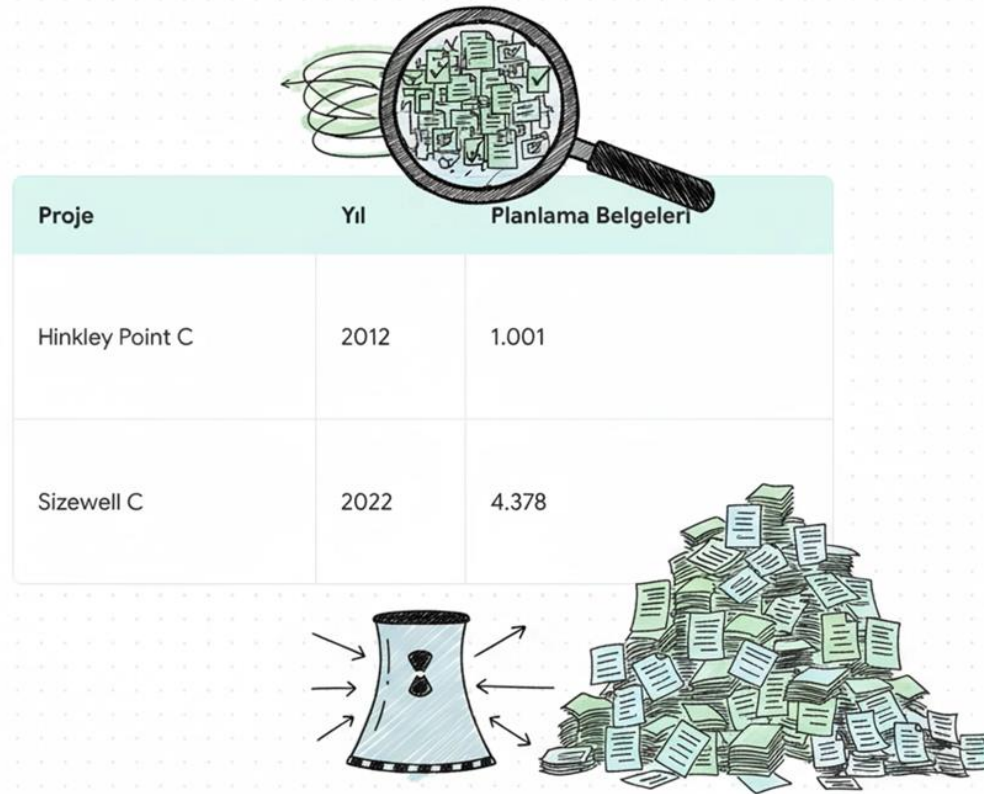 Proje Yıl Planlama Belgeleri
Hinkley Point C 2012 1.001
Sizewell C 2022 4.378